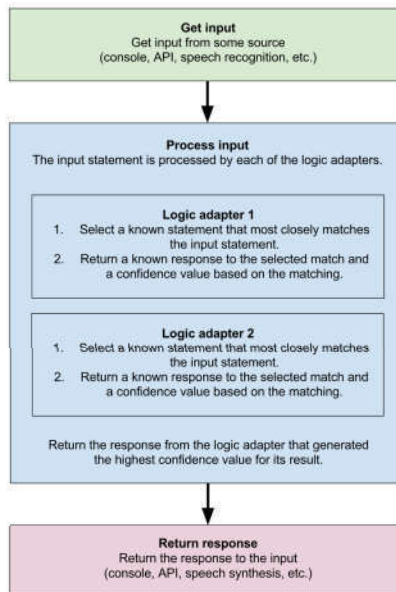 Get input
Get input from some source
(console, API, speech recognition, etc.)
Process input
The input statement is processed by each of the logic adapters.
Logic adapter 1
1. Select a known statement that most closely matches
the input statement.
2. Return a known response to the selected match and
a confidence value based on the matching.
Logic adapter 2
1. Select a known statement that most closely matches
the input statement.
2. Return a known response to the selected match and
a confidence value based on the matching.
Return the response from the logic adapter that generated
the highest confidence value for its result.
Return response
Return the response to the input
(console, API, speech synthesis, etc.)